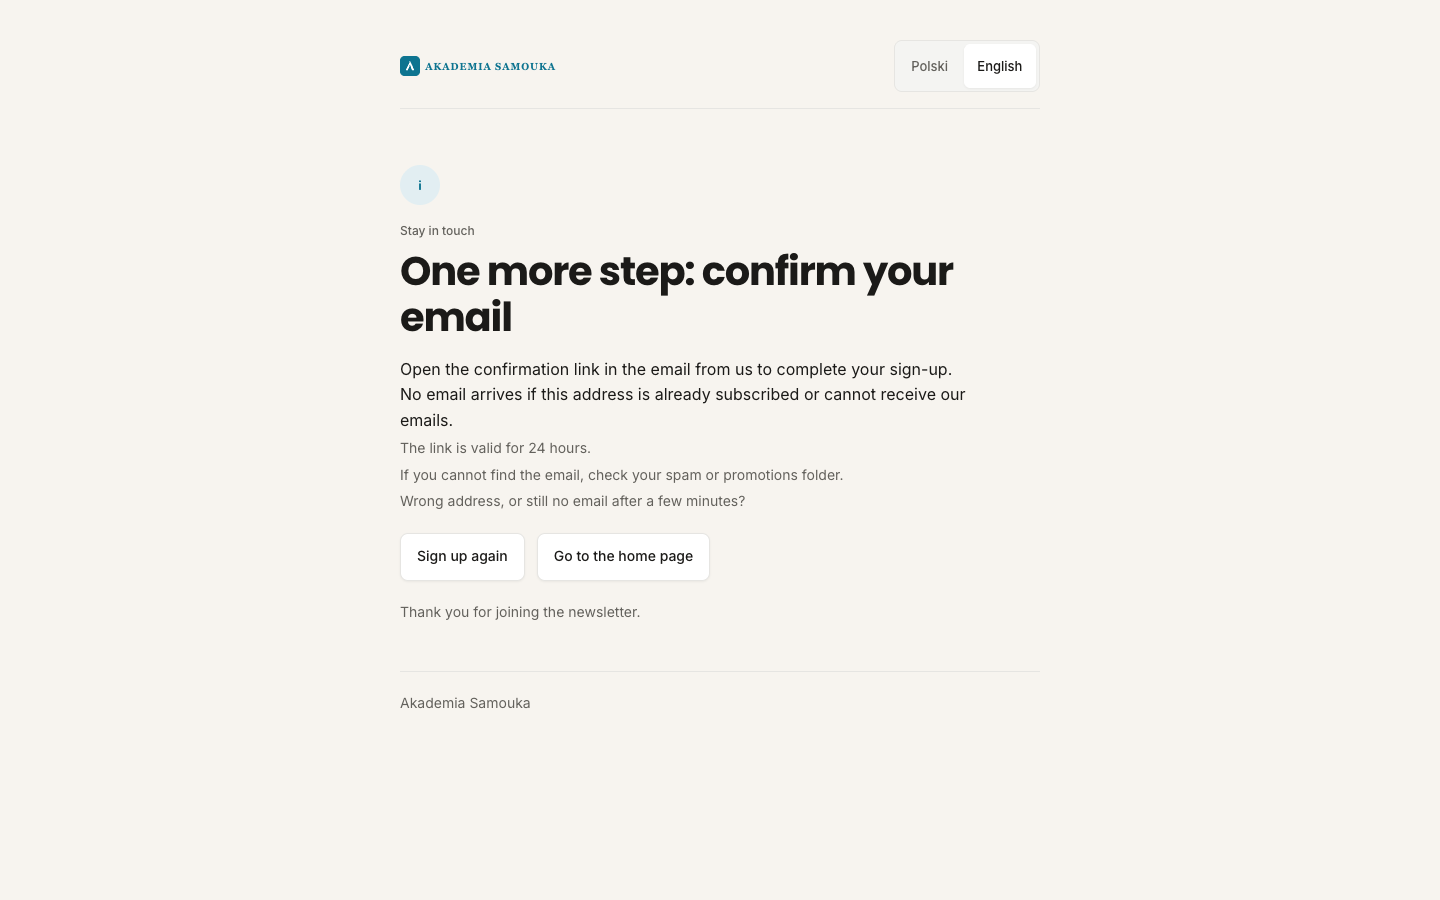 AKADEMIA SAMOUKA
Polski English
i
Stay in touch
One more step: confirm your
email
Open the confirmation link in the email from us to complete your sign-up.
No email arrives if this address is already subscribed or cannot receive our
emails.
The link is valid for 24 hours.
If you cannot find the email, check your spam or promotions folder.
Wrong address, or still no email after a few minutes?
Sign up again Go to the home page
Thank you for joining the newsletter.
Akademia Samouka